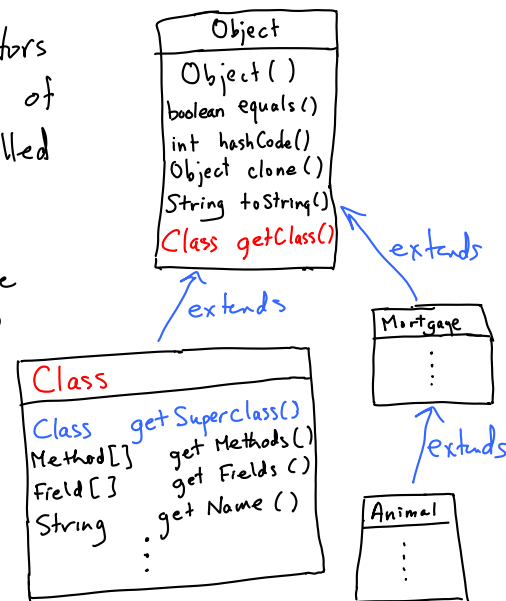 tors
of
lled
e
Object
Object()
boolean equals()
int hashCode()
Object clone()
String toString()
Class getClass()
extends
extends
Mortgage
Class
Class getSuperclass()
Method[] getMethods()
Field[] getFields()
String getName()
extends
Animal